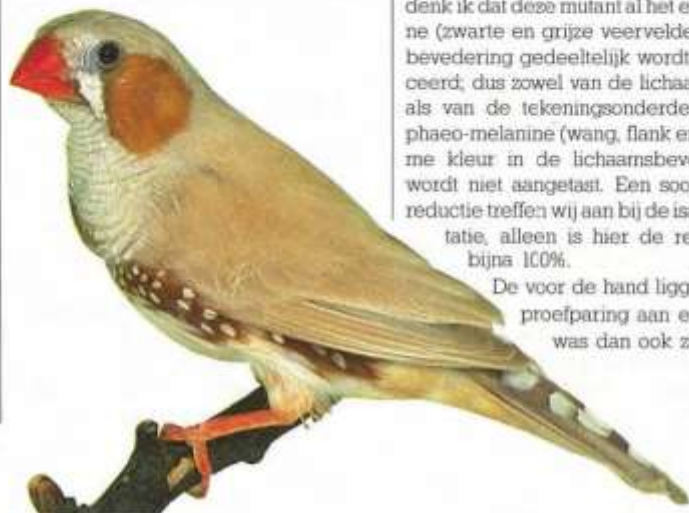 denk ik dat deze mutant al het e
ne (zwarte en grijze veervelde
bevedering gedeeltelijk wordt
ceerd; dus zowel van de lichaa
als van de tekeningsonderde
phaeo-melanine (wang, flank e
me kleur in de lichaamsbev
wordt niet aangetast. Een soo
reductie treffen wij aan bij de is
tatie, alleen is hier de re
bijna 100%.
De voor de hand ligg
proefparing aan e
was dan ook z